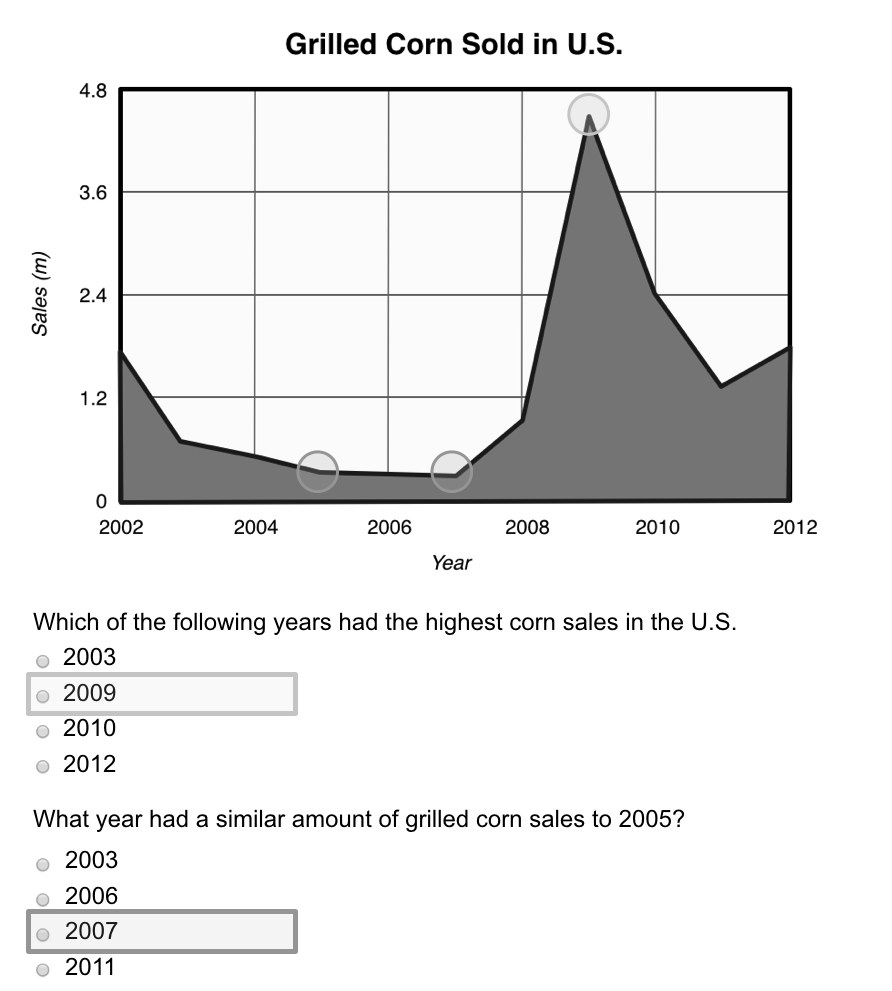 Grilled Corn Sold in U.S.
4.8
3.6
2.4
1.2
0
Sales (m)
2002 2004 2006 2008 2010 2012
Year
Which of the following years had the highest corn sales in the U.S.
2003
2009
2010
2012
What year had a similar amount of grilled corn sales to 2005?
2003
2006
2007
2011